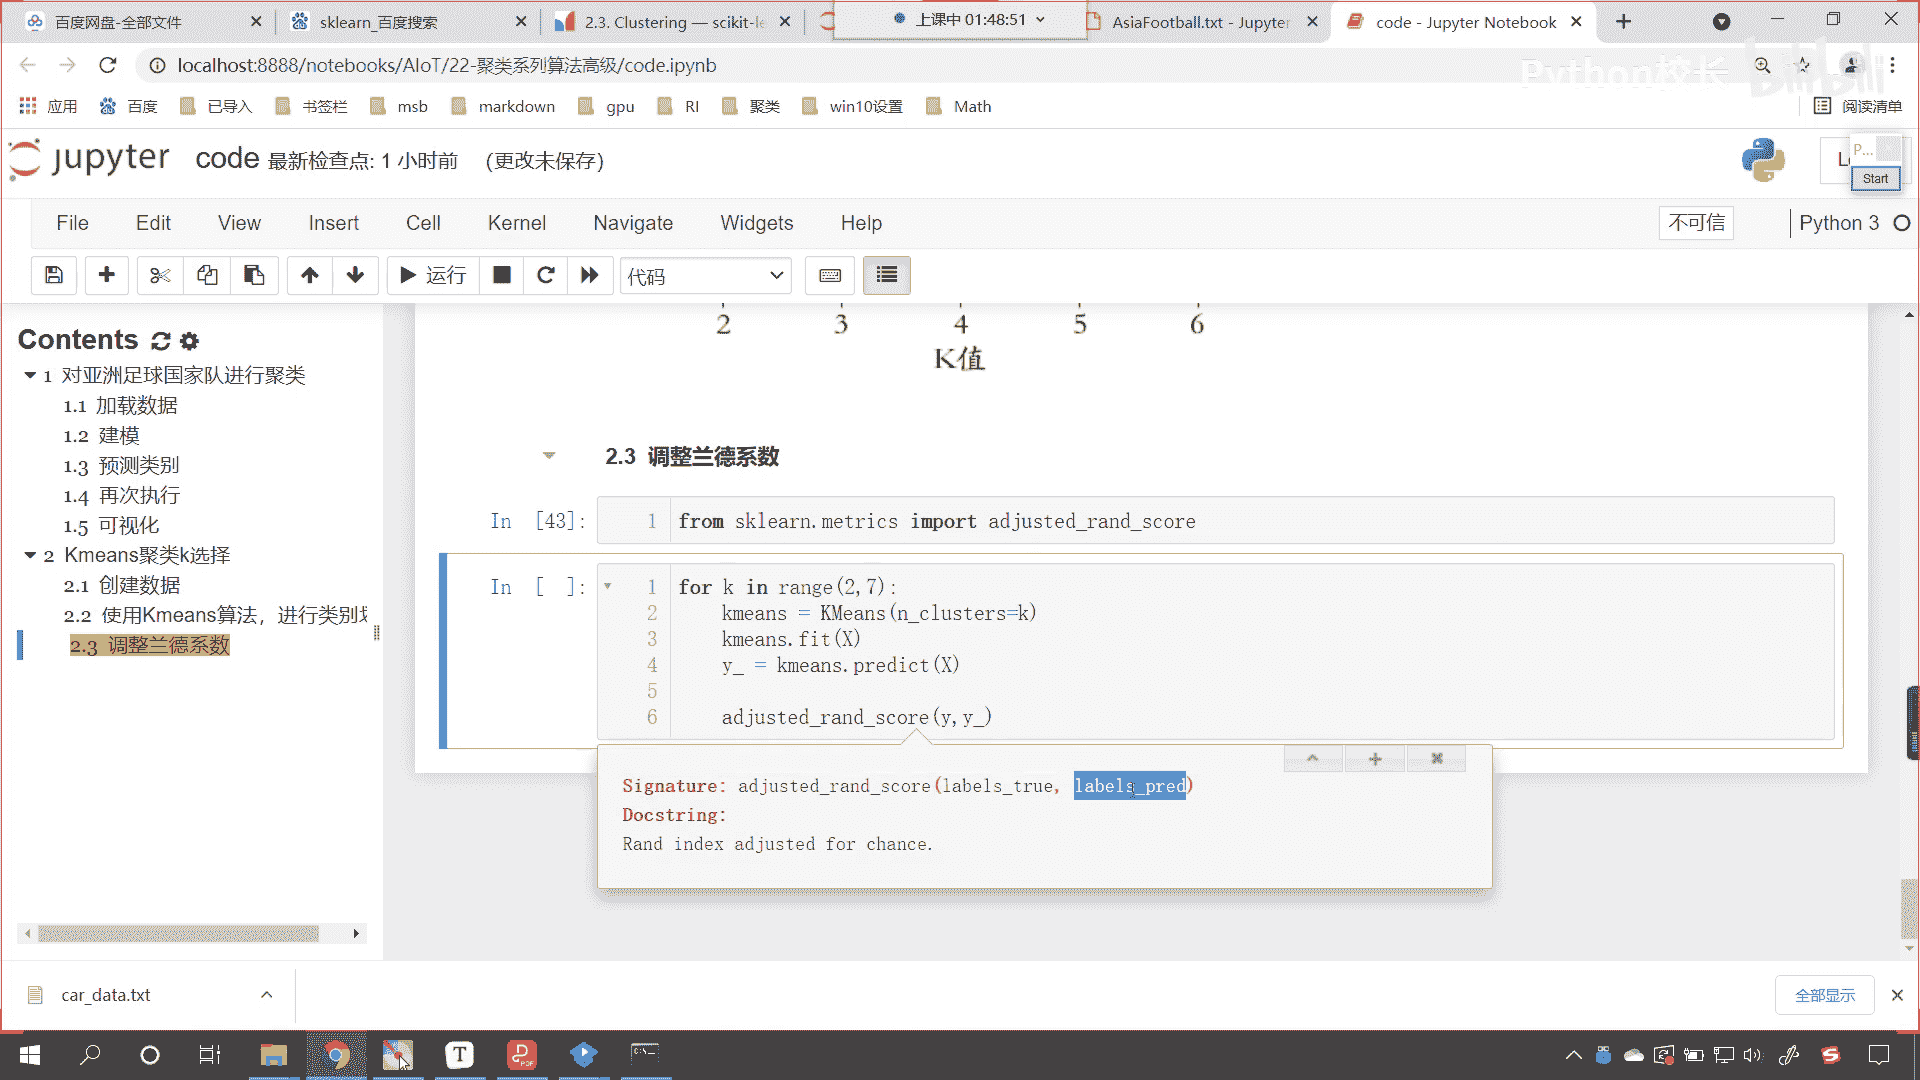 百度网盘-全部文件
sklearn_百度搜索
2.3. Clustering — scikit-le
上课中 01:48:51
AsiaFootball.txt - Jupyter
code - Jupyter Notebook
localhost:8888/notebooks/AIoT/22-聚类系列算法高级/code.ipynb
Python校长
bilibili
应用
百度
已导入
书签栏
msb
markdown
gpu
RI
聚类
win10设置
Math
阅读清单
jupyter
code 最新检查点: 1 小时前 (更改未保存)
P...
Start
File
Edit
View
Insert
Cell
Kernel
Navigate
Widgets
Help
不可信
Python 3
运行
代码
Contents
1 对亚洲足球国家队进行聚类
1.1 加载数据
1.2 建模
1.3 预测类别
1.4 再次执行
1.5 可视化
2 Kmeans聚类k选择
2.1 创建数据
2.2 使用Kmeans算法，进行类别划
2.3 调整兰德系数
2 3 4 5 6
K值
2.3 调整兰德系数
In [43]:
1 from sklearn.metrics import adjusted_rand_score
In [ ]:
1 for k in range(2,7):
2 kmeans = KMeans(n_clusters=k)
3 kmeans.fit(X)
4 y_ = kmeans.predict(X)
5
6 adjusted_rand_score(y,y_)
Signature: adjusted_rand_score(labels_true, labels_pred)
Docstring:
Rand index adjusted for chance.
car_data.txt
全部显示